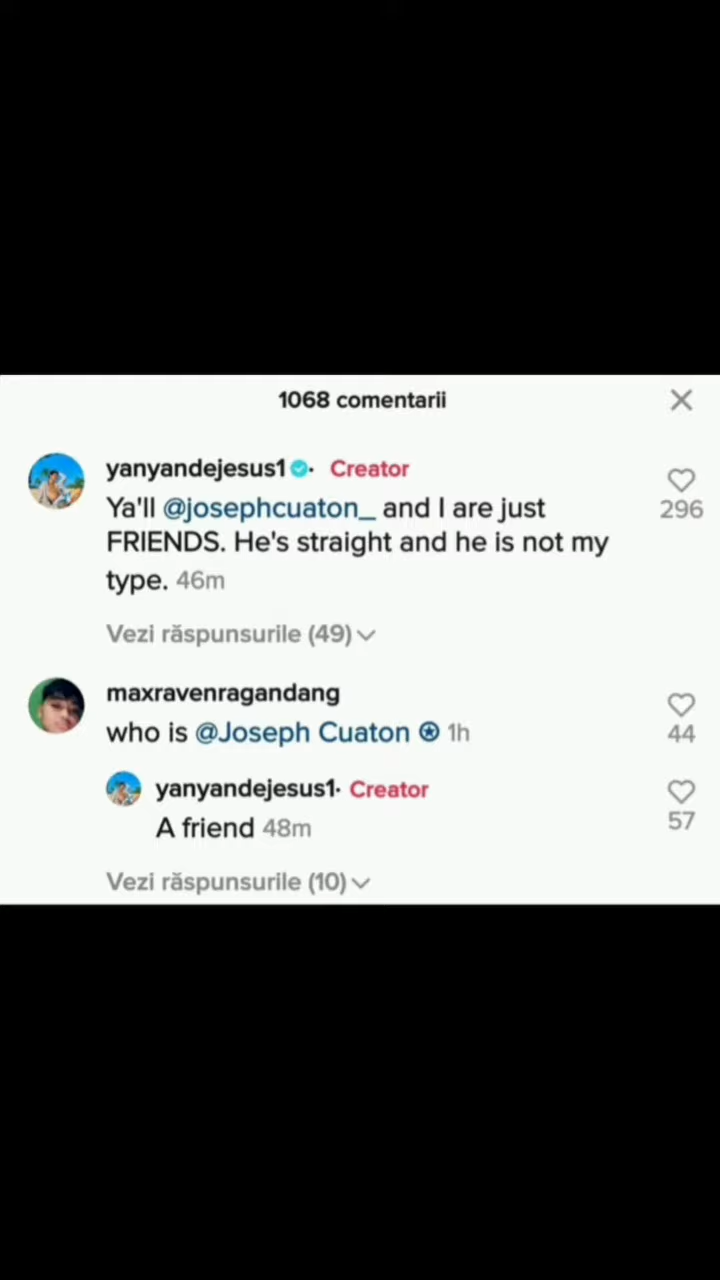 1068 comentarii
yanyandejesus1 · Creator
296
Ya'll @josephcuaton_ and I are just
FRIENDS. He's straight and he is not my
type. 46m
Vezi răspunsurile (49)
maxravenragandang
who is @Joseph Cuaton 1h
44
yanyandejesus1 · Creator
A friend 48m
57
Vezi răspunsurile (10)